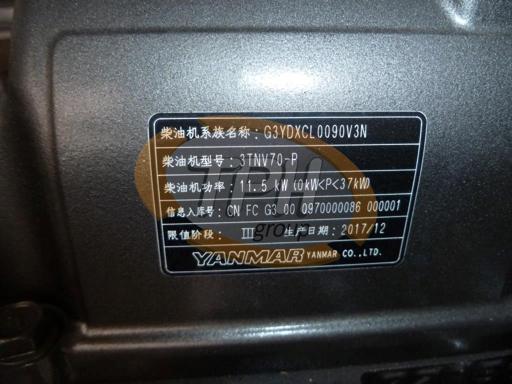 柴油机系族名称: G3YDXCL0090V3N
柴油机型号: 3TNV70-P
柴油机功率: 11.5 kW (0kW<P<37kW)
信息入库号: CN FC G3 00 0970000086 000001
限值阶段: III 生产日期: 2017/12
YANMAR YANMAR CO.,LTD.
TPH
group